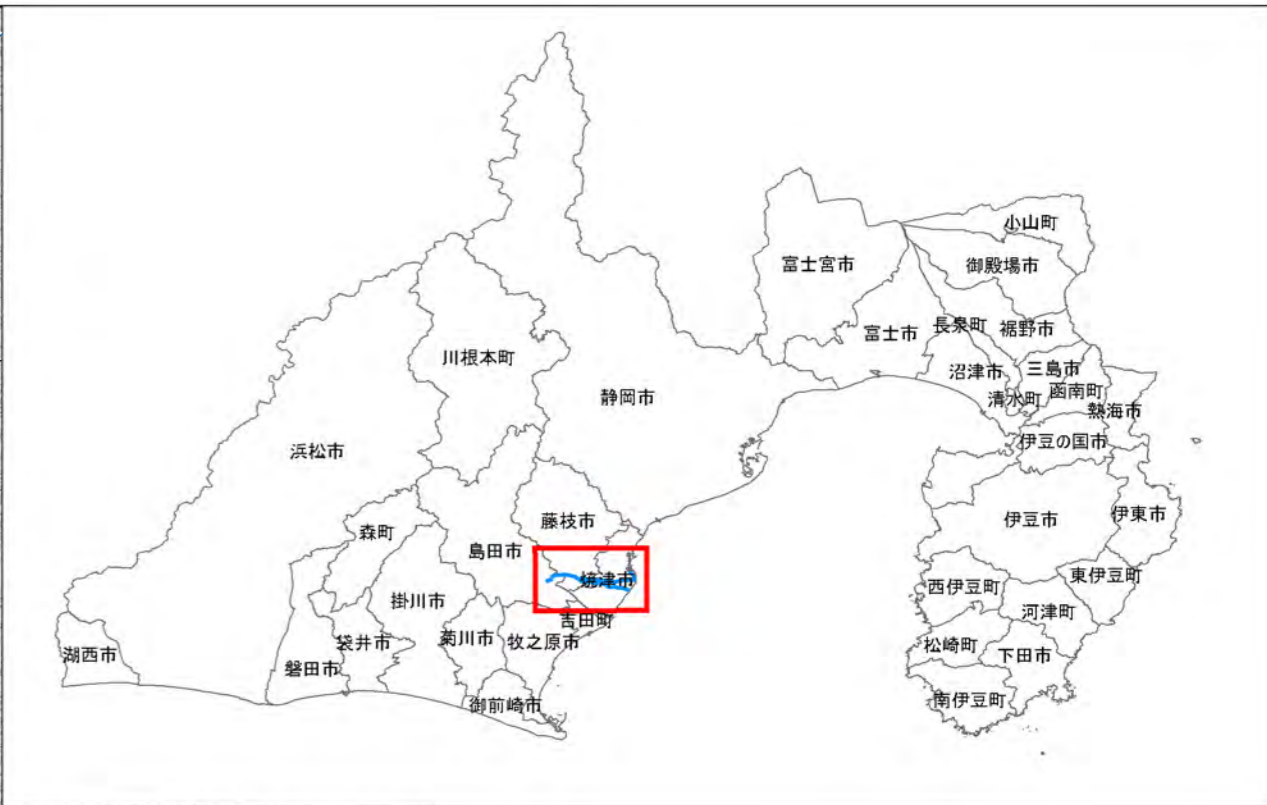 小山町
富士宮市
御殿場市
長泉町
裾野市
富士市
川根本町
沼津市
三島市
函南町
静岡市
清水町
熱海市
伊豆の国市
浜松市
伊豆市
伊東市
藤枝市
森町
島田市
焼津市
東伊豆町
西伊豆町
掛川市
河津町
吉田町
菊川市
牧之原市
袋井市
松崎町
湖西市
下田市
磐田市
南伊豆町
御前崎市